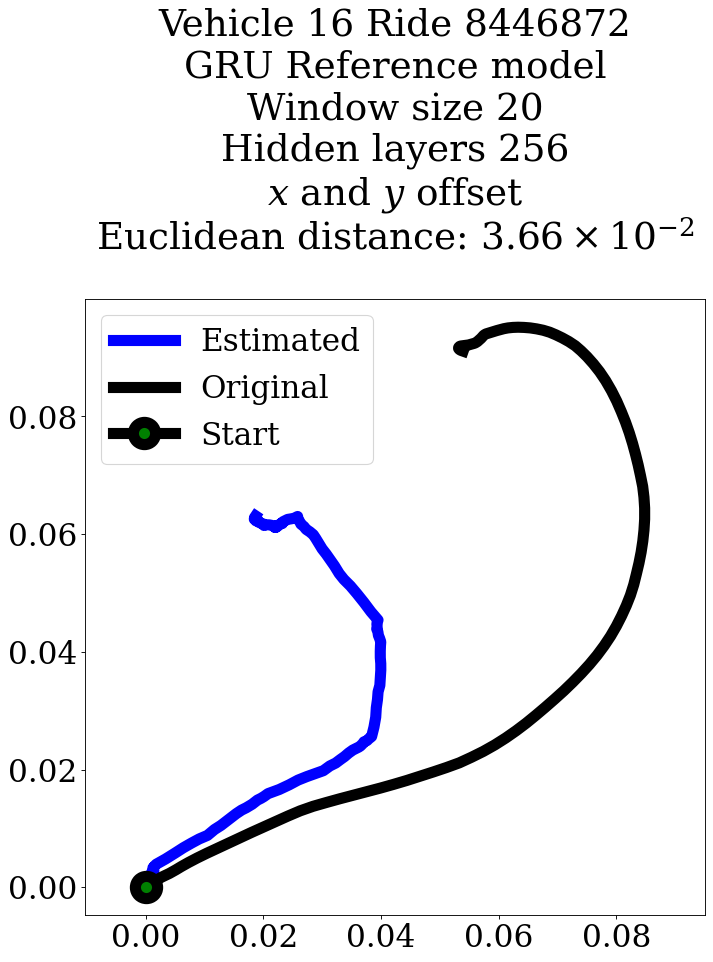 Vehicle 16 Ride 8446872
GRU Reference model
Window size 20
Hidden layers 256
x and y offset
Euclidean distance: 3.66 × 10⁻²
Estimated
Original
Start
0.08
0.06
0.04
0.02
0.00
0.00 0.02 0.04 0.06 0.08